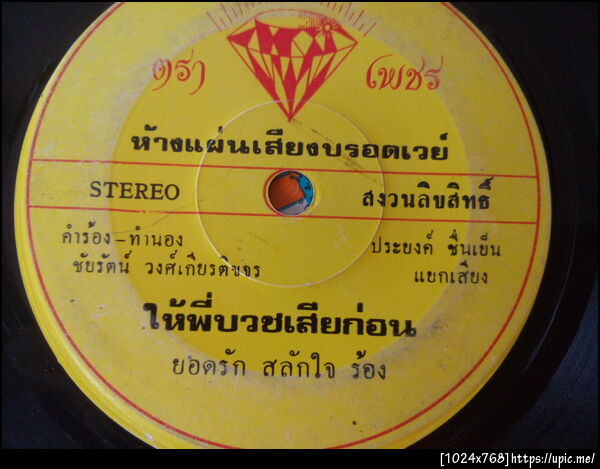 ตรา เพชร
ห้างแผ่นเสียงบรอดเวย์
STEREO สงวนลิขสิทธิ์
คำร้อง-ทำนอง ประยงค์ ชื่นเย็น
ชัยรัตน์ วงศ์เกียรติขจร แยกเสียง
ให้พี่บวชเสียก่อน
ยอดรัก สลักใจ ร้อง
[1024x768]https://upic.me/